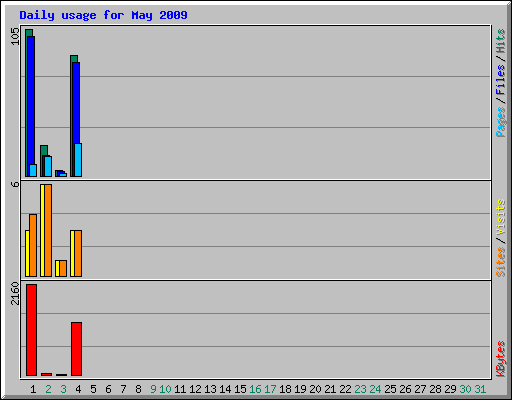 Daily usage for May 2009
105
6
2160
Pages / Files / Hits
Sites / Visits
KBytes
1 2 3 4 5 6 7 8 9 10 11 12 13 14 15 16 17 18 19 20 21 22 23 24 25 26 27 28 29 30 31